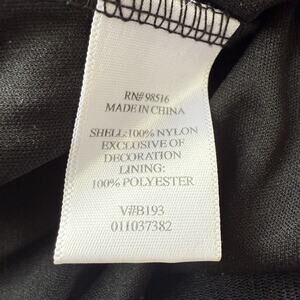 RN# 98516
MADE IN CHINA
SHELL:100% NYLON
EXCLUSIVE OF
DECORATION
LINING:
100% POLYESTER
V#B193
011037382